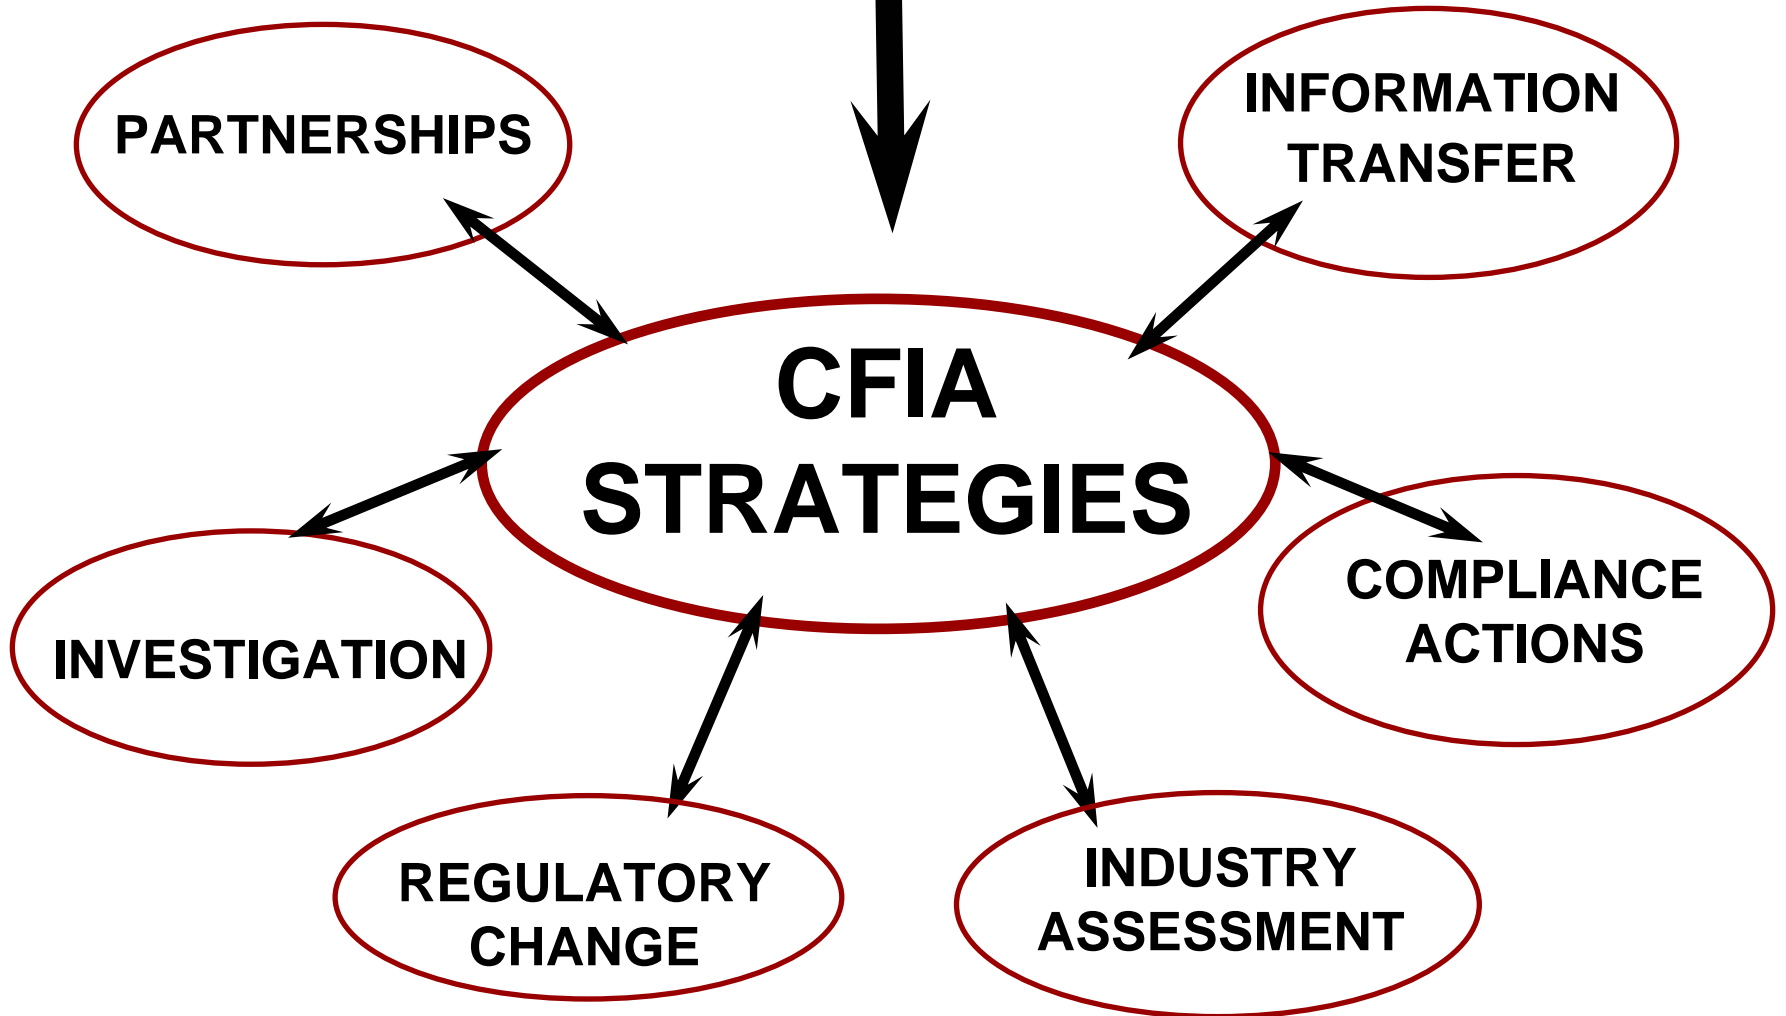 PARTNERSHIPS
INFORMATION
TRANSFER
CFIA
STRATEGIES
INVESTIGATION
COMPLIANCE
ACTIONS
REGULATORY
CHANGE
INDUSTRY
ASSESSMENT